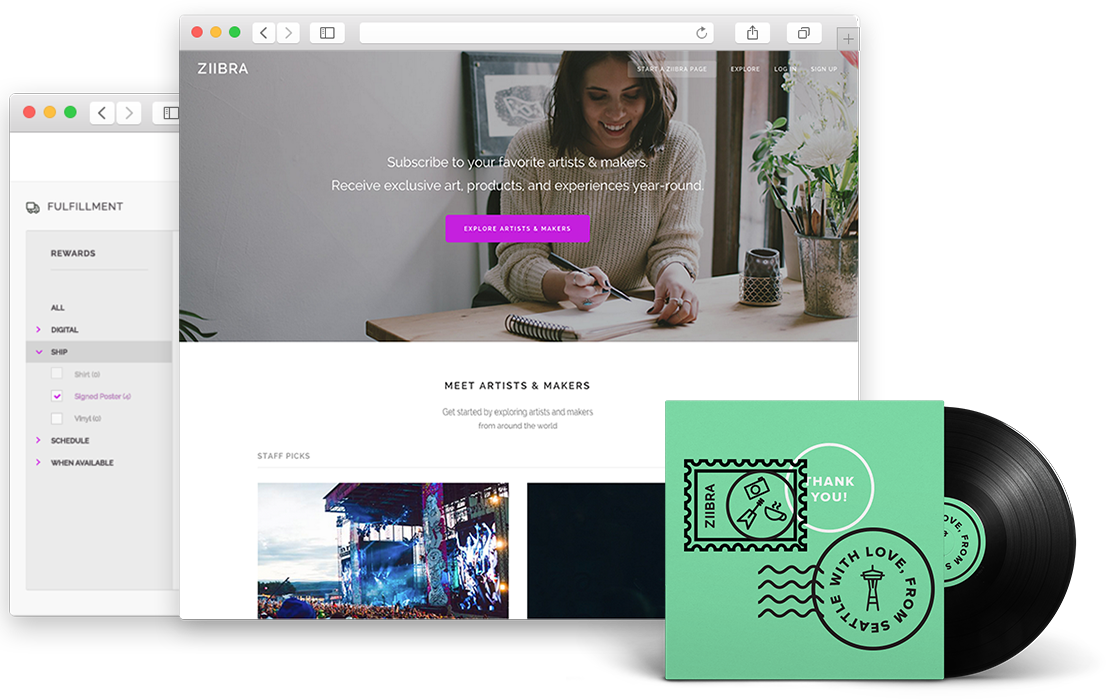 ZIIBRA
START A ZIIBRA PAGE
EXPLORE
LOG IN
SIGN UP
Subscribe to your favorite artists & makers.
Receive exclusive art, products, and experiences year-round.
EXPLORE ARTISTS & MAKERS
MEET ARTISTS & MAKERS
Get started by exploring artists and makers
from around the world
STAFF PICKS
FULFILLMENT
REWARDS
ALL
DIGITAL
SHIP
Shirt (0)
Signed Poster (4)
Vinyl (0)
SCHEDULE
WHEN AVAILABLE
THANK
YOU!
ZIIBRA
WITH LOVE, FROM SEATTLE
LOVE, FROM S